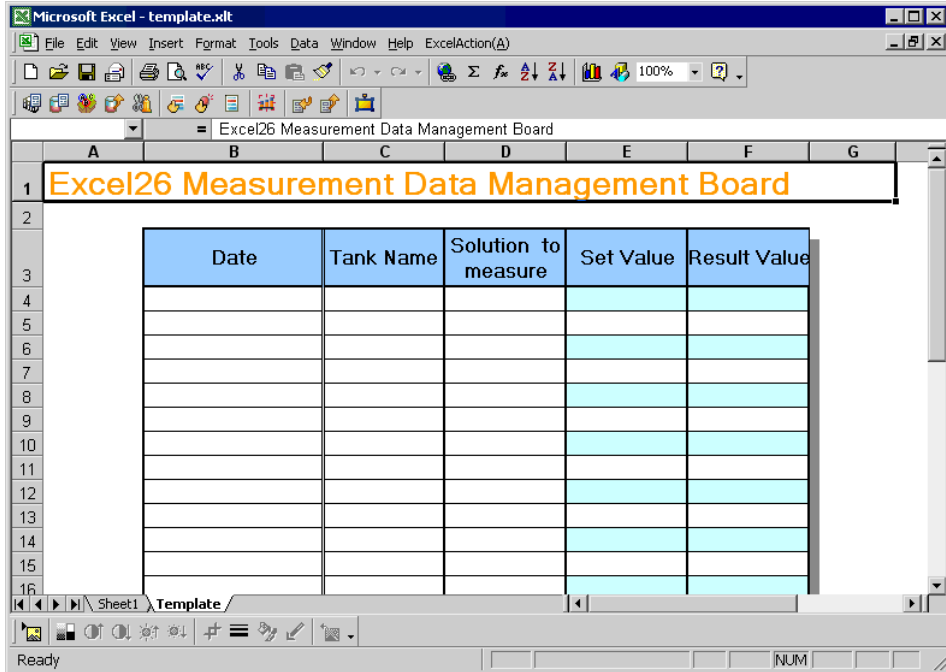 Microsoft Excel - template.xlt
File Edit View Insert Format Tools Data Window Help ExcelAction(A)
100%
= Excel26 Measurement Data Management Board
A B C D E F G
1 Excel26 Measurement Data Management Board
2
3 Date Tank Name Solution to measure Set Value Result Value
4
5
6
7
8
9
10
11
12
13
14
15
16
Sheet1 Template
Ready NUM